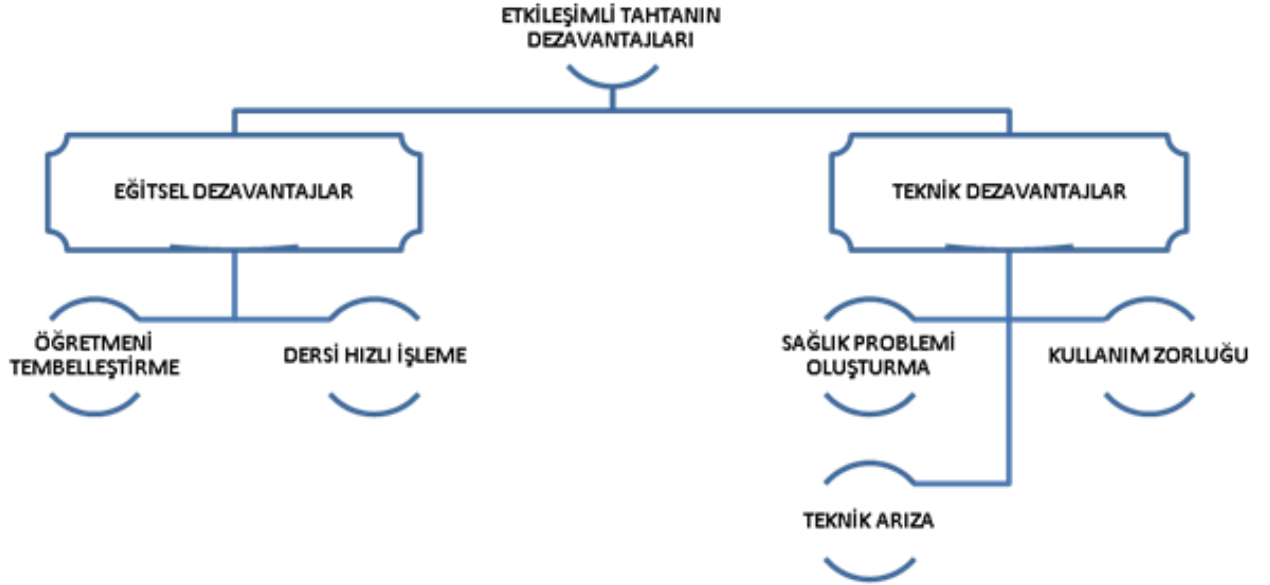 ETKİLEŞİMLİ TAHTANIN
DEZAVANTAJLARI
EĞİTSEL DEZAVANTAJLAR
TEKNİK DEZAVANTAJLAR
ÖĞRETMENİ
TEMBELLEŞTİRME
DERSİ HIZLI İŞLEME
SAĞLIK PROBLEMİ
OLUŞTURMA
KULLANIM ZORLUĞU
TEKNİK ARIZA